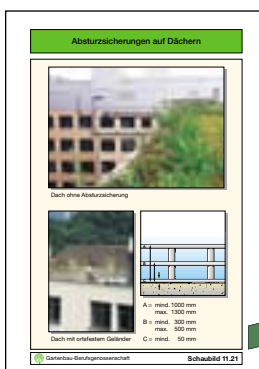 Absturzsicherungen auf Dächern
Dach ohne Absturzsicherung
Dach mit ortsfestem Geländer
A = mind. 1000 mm
max. 1300 mm
B = mind. 300 mm
max. 500 mm
C = mind. 50 mm
Gartenbau-Berufsgenossenschaft
Schaubild 11.21